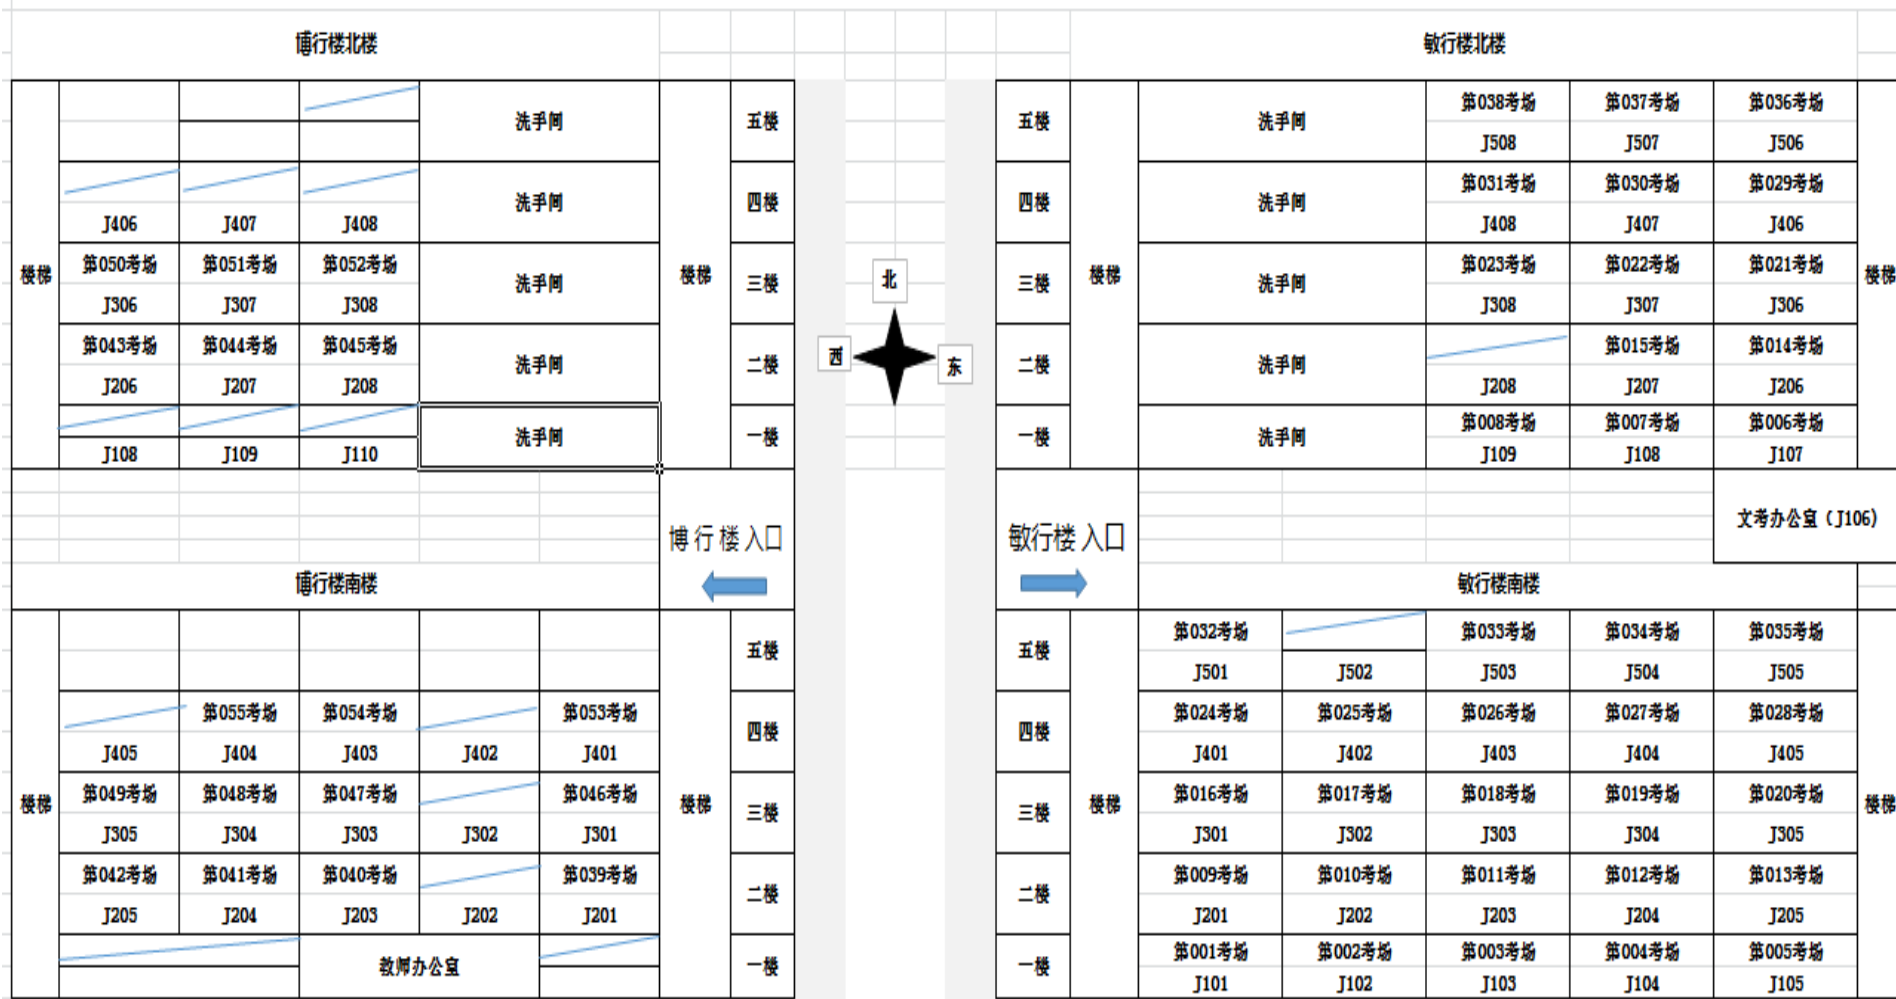 博行楼北楼
敏行楼北楼
楼梯
洗手间
楼梯
五楼
J406 J407 J408
洗手间
四楼
第050考场 第051考场 第052考场
J306 J307 J308
洗手间
三楼
第043考场 第044考场 第045考场
J206 J207 J208
洗手间
二楼
J108 J109 J110
洗手间
一楼
北
西
东
五楼
楼梯
洗手间
第038考场 第037考场 第036考场
J508 J507 J506
楼梯
四楼
洗手间
第031考场 第030考场 第029考场
J408 J407 J406
三楼
洗手间
第023考场 第022考场 第021考场
J308 J307 J306
二楼
洗手间
第015考场 第014考场
J208 J207 J206
一楼
洗手间
第008考场 第007考场 第006考场
J109 J108 J107
博行楼入口
敏行楼入口
文考办公室（J106）
博行楼南楼
敏行楼南楼
楼梯
楼梯
五楼
第055考场 第054考场 第053考场
J405 J404 J403 J402 J401
四楼
第049考场 第048考场 第047考场 第046考场
J305 J304 J303 J302 J301
三楼
第042考场 第041考场 第040考场 第039考场
J205 J204 J203 J202 J201
二楼
教师办公室
一楼
五楼
楼梯
第032考场 第033考场 第034考场 第035考场
J501 J502 J503 J504 J505
楼梯
四楼
第024考场 第025考场 第026考场 第027考场 第028考场
J401 J402 J403 J404 J405
三楼
第016考场 第017考场 第018考场 第019考场 第020考场
J301 J302 J303 J304 J305
二楼
第009考场 第010考场 第011考场 第012考场 第013考场
J201 J202 J203 J204 J205
一楼
第001考场 第002考场 第003考场 第004考场 第005考场
J101 J102 J103 J104 J105